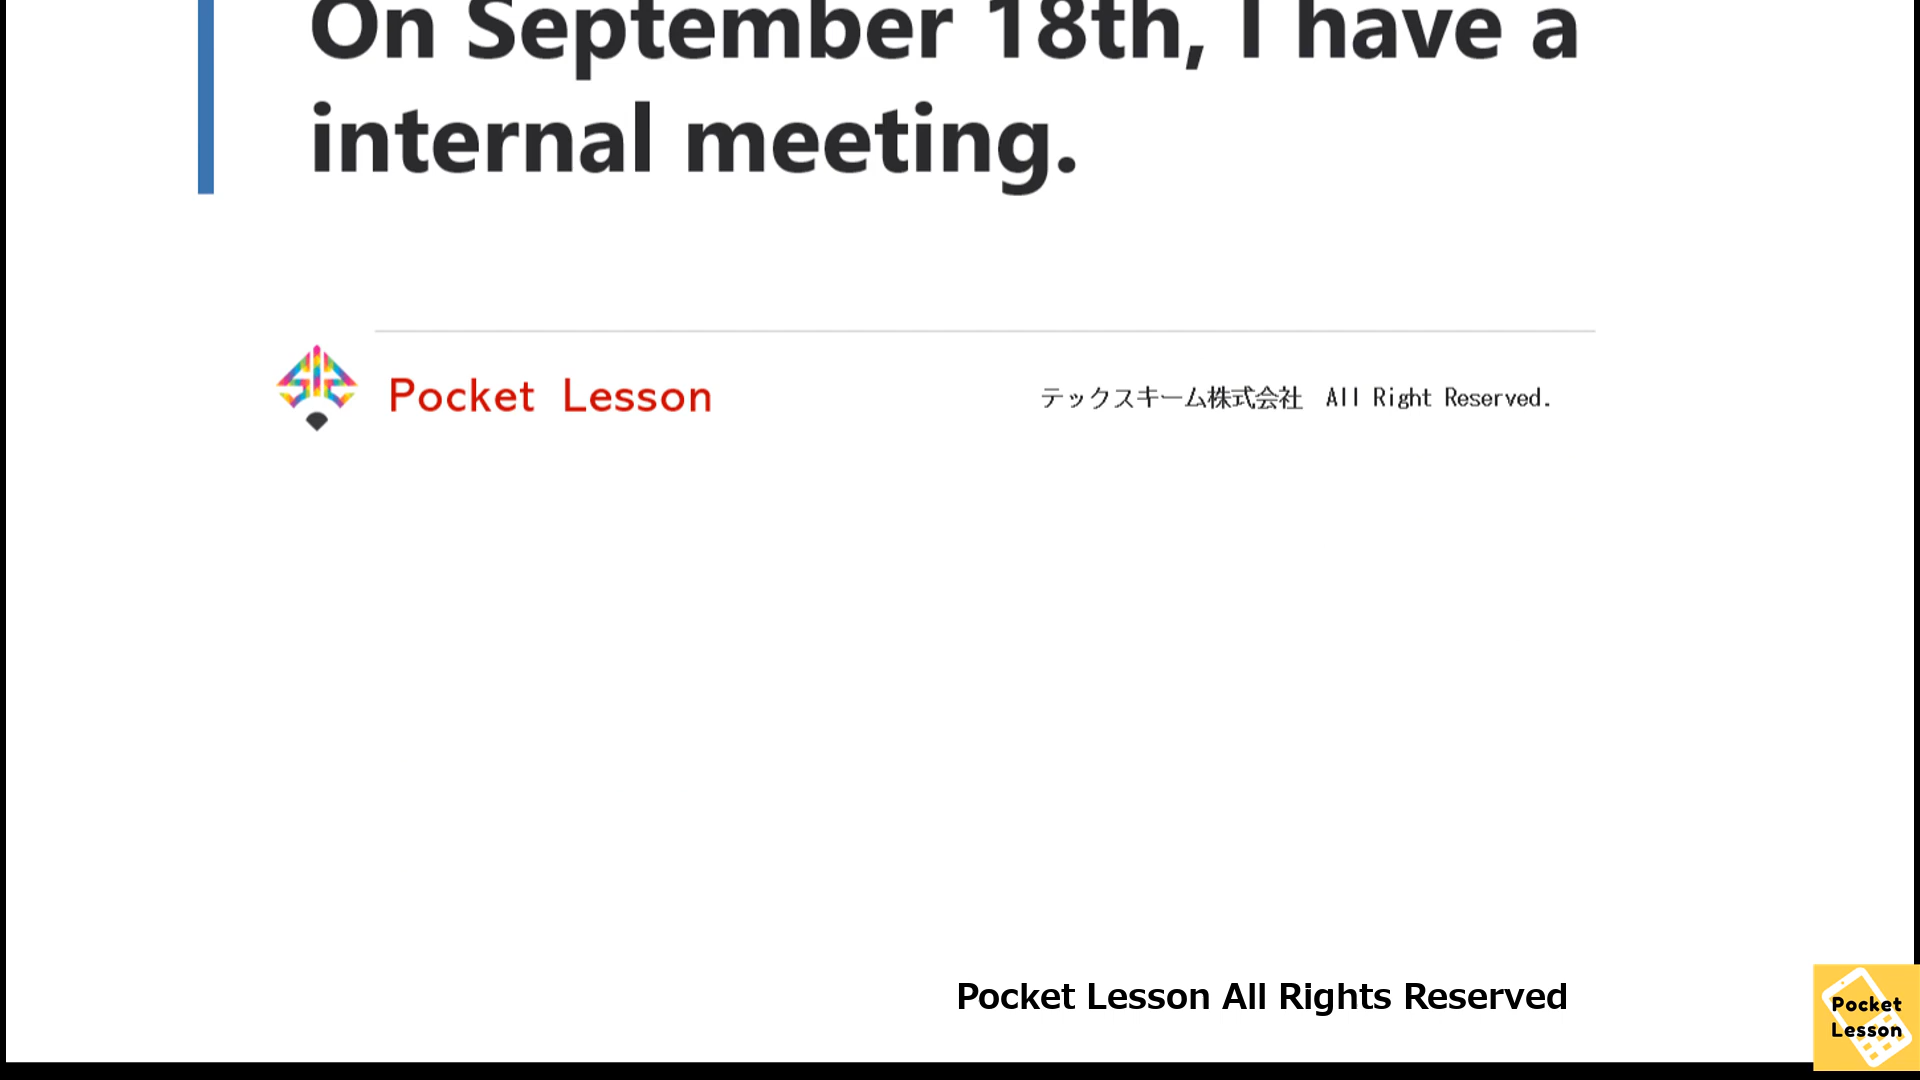 On September 18th, I have a
internal meeting.
Pocket Lesson
テックスキーム株式会社 All Right Reserved.
Pocket Lesson All Rights Reserved
Pocket
Lesson